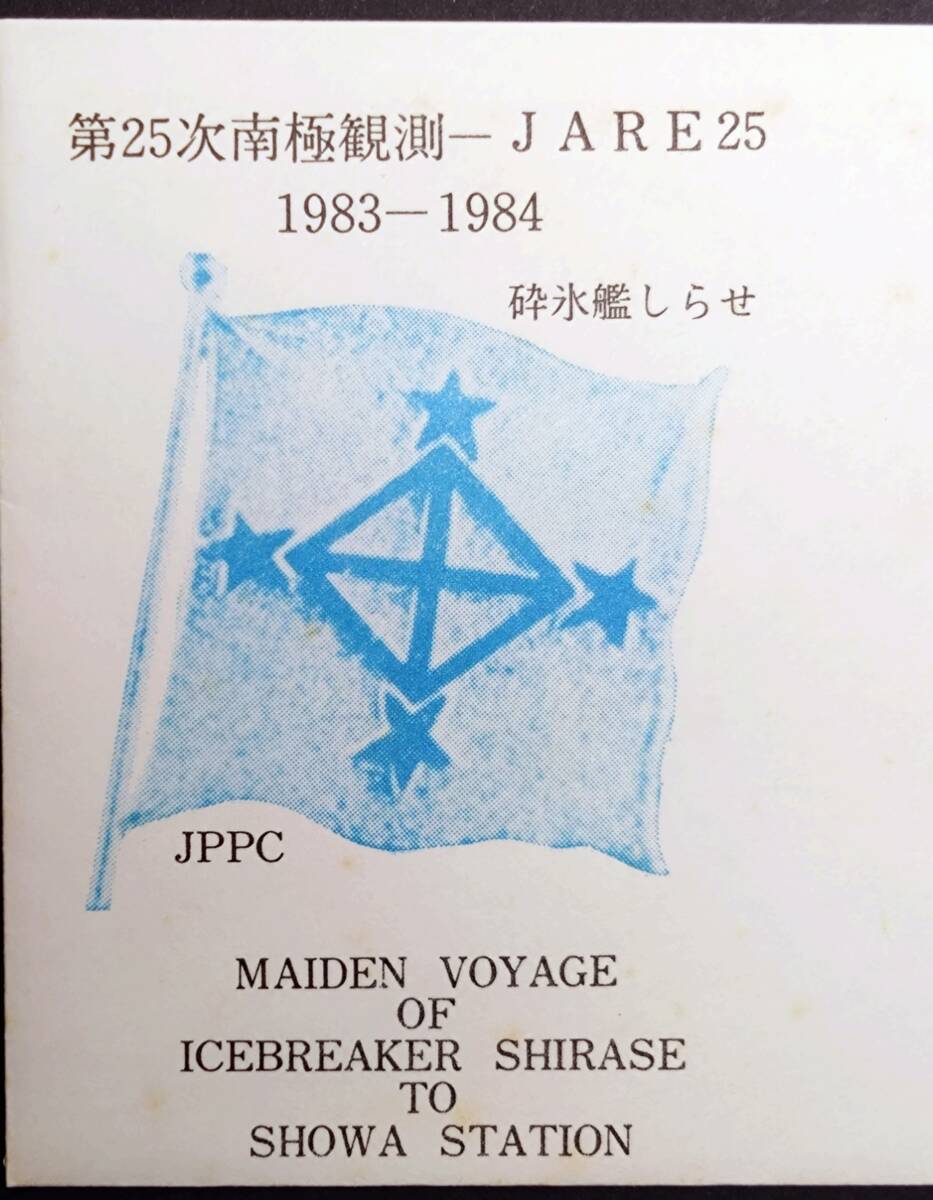 第25次南極観測―ＪＡＲＥ25
1983―1984
砕氷艦しらせ
JPPC
MAIDEN VOYAGE
OF
ICEBREAKER SHIRASE
TO
SHOWA STATION